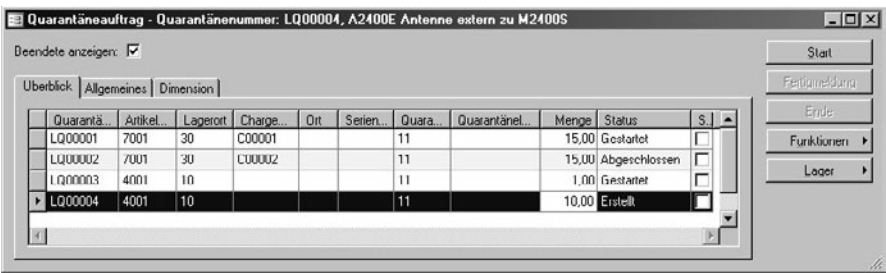 Quarantäneauftrag - Quarantänenummer: LQ00004, A2400E Antenne extern zu M2400S
Beendete anzeigen:
Überblick Allgemeines Dimension
Quarantä... Artikel... Lagerort Charge... Ort Serien... Quara... Quarantänel... Menge Status S..
LQ00001 7001 30 C00001 11 15,00 Gestartet
LQ00002 7001 30 C00002 11 15,00 Abgeschlossen
LQ00003 4001 10 11 1,00 Gestartet
LQ00004 4001 10 11 10,00 Erstellt
Start
Fertigmeldung
Ende
Funktionen
Lager